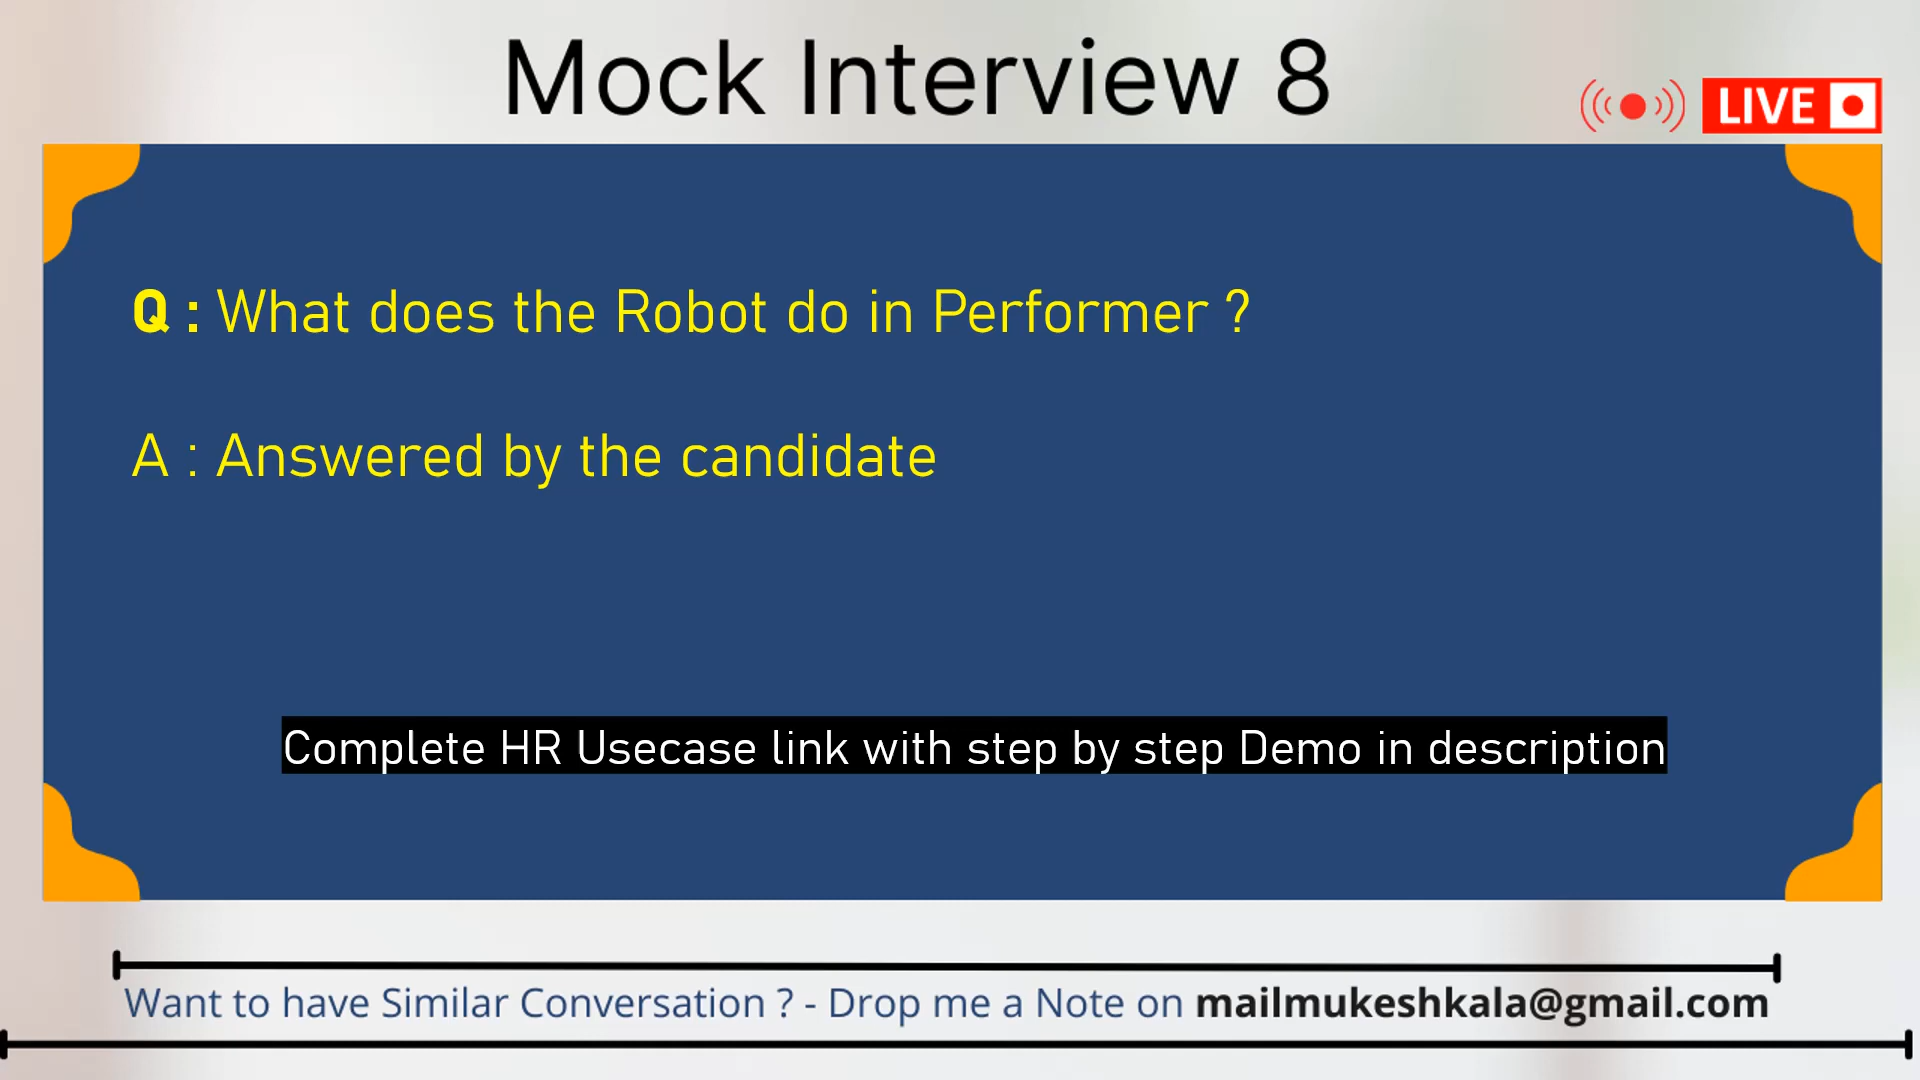 Mock Interview 8
LIVE
Q : What does the Robot do in Performer ?
A : Answered by the candidate
Complete HR Usecase link with step by step Demo in description
Want to have Similar Conversation ? - Drop me a Note on mailmukeshkala@gmail.com